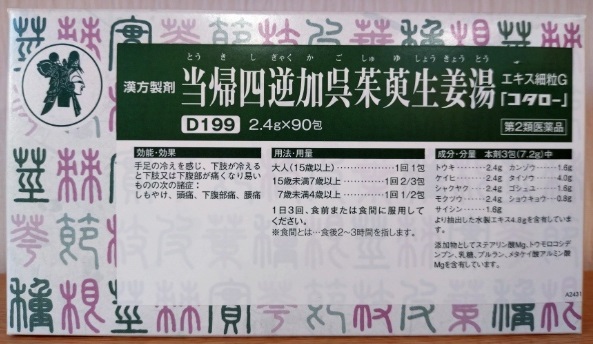 とうきしぎゃくかごしゅゆしょうきょうとう
漢方製剤 当帰四逆加呉茱萸生姜湯 エキス細粒G「コタロー」
D199 2.4g×90包 第2類医薬品
効能・効果
手足の冷えを感じ、下肢が冷える
と下肢又は下腹部が痛くなり易い
ものの次の諸症:
しもやけ、頭痛、下腹部痛、腰痛
用法・用量
大人(15歳以上)…………………1回 1包
15歳未満7歳以上…………………1回 2/3包
7歳未満4歳以上…………………1回 1/2包
1日3回、食前または食間に服用して
ください。
※食間とは…食後2~3時間を指します。
成分・分量 本剤3包(7.2g)中
トウキ…………2.4g カンゾウ………1.6g
ケイヒ…………2.4g タイソウ………4.0g
シャクヤク……2.4g ゴシュユ………1.6g
モクツウ………2.4g ショウキョウ…0.8g
サイシン………1.6g
より抽出した水製エキス4.8gを含有していま
す。
添加物としてステアリン酸Mg、トウモロコシデ
ンプン、乳糖、プルラン、メタケイ酸アルミン酸
Mgを含有しています。
A2431